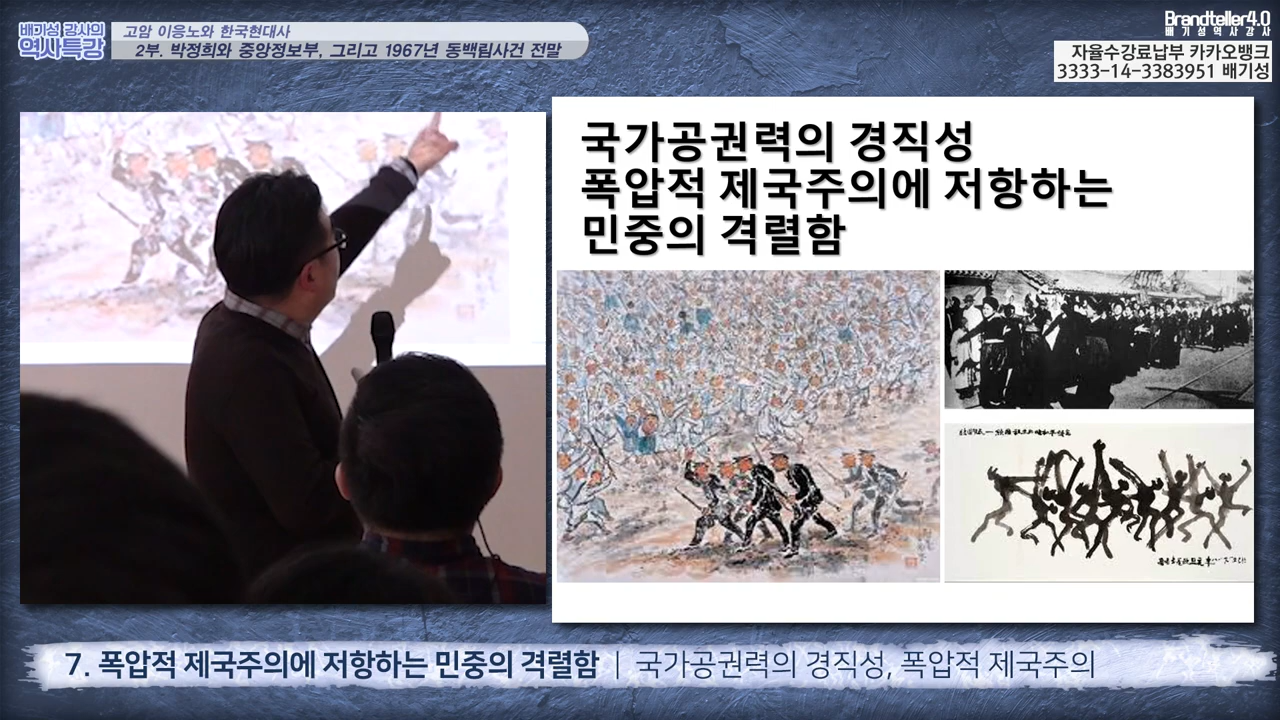 배기성 강사의
역사특강
고암 이응노와 한국현대사
2부. 박정희와 중앙정보부, 그리고 1967년 동백림사건 전말
Brandteller4.0
배기성역사강사
자율수강료납부 카카오뱅크
3333-14-3383951 배기성
국가공권력의 경직성
폭압적 제국주의에 저항하는
민중의 격렬함
7. 폭압적 제국주의에 저항하는 민중의 격렬함 | 국가공권력의 경직성, 폭압적 제국주의